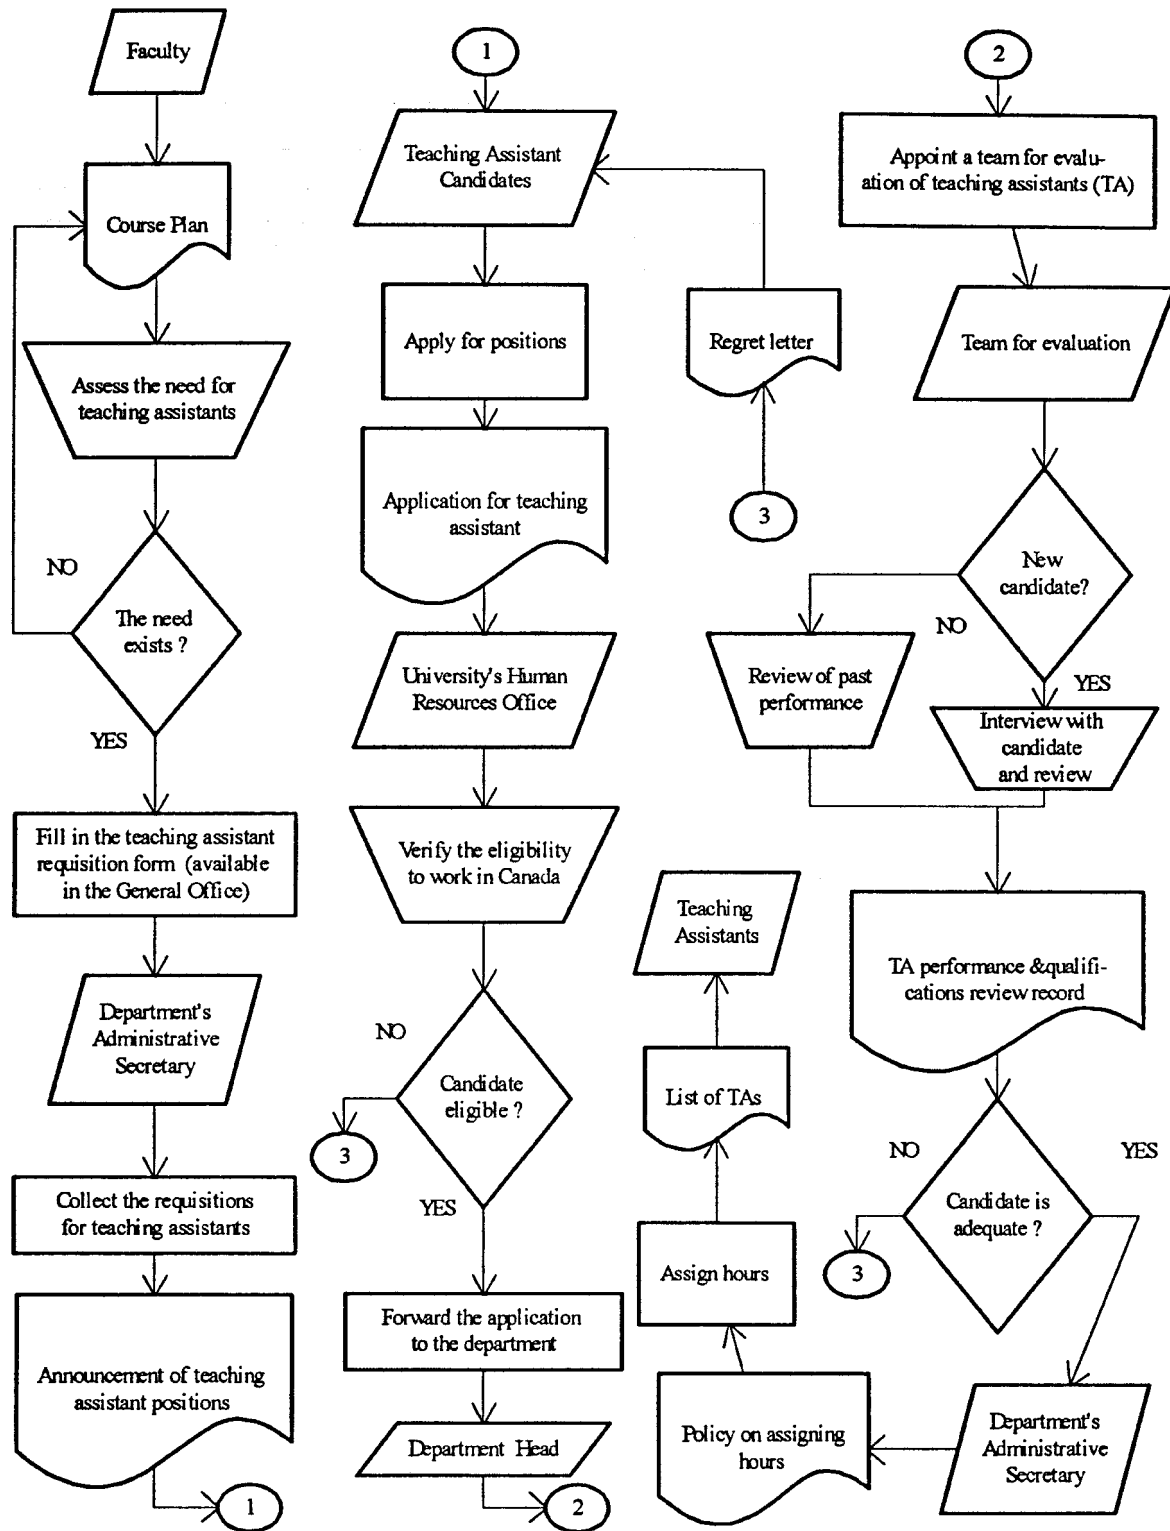 Faculty
Course Plan
Assess the need for
teaching assistants
NO
The need
exists ?
YES
Fill in the teaching assistant
requisition form (available
in the General Office)
Department's
Administrative
Secretary
Collect the requisitions
for teaching assistants
Announcement of teaching
assistant positions
1
1
Teaching Assistant
Candidates
Apply for positions
Application for teaching
assistant
University's Human
Resources Office
Verify the eligibility
to work in Canada
NO
Candidate
eligible ?
3
YES
Forward the application
to the department
Department Head
2
Regret letter
3
2
Appoint a team for evalu-
ation of teaching assistants (TA)
Team for evaluation
New
candidate?
NO
YES
Review of past
performance
Interview with
candidate
and review
TA performance &qualifi-
cations review record
NO
YES
Candidate is
adequate ?
3
Department's
Administrative
Secretary
Policy on assigning
hours
Assign hours
List of TAs
Teaching
Assistants